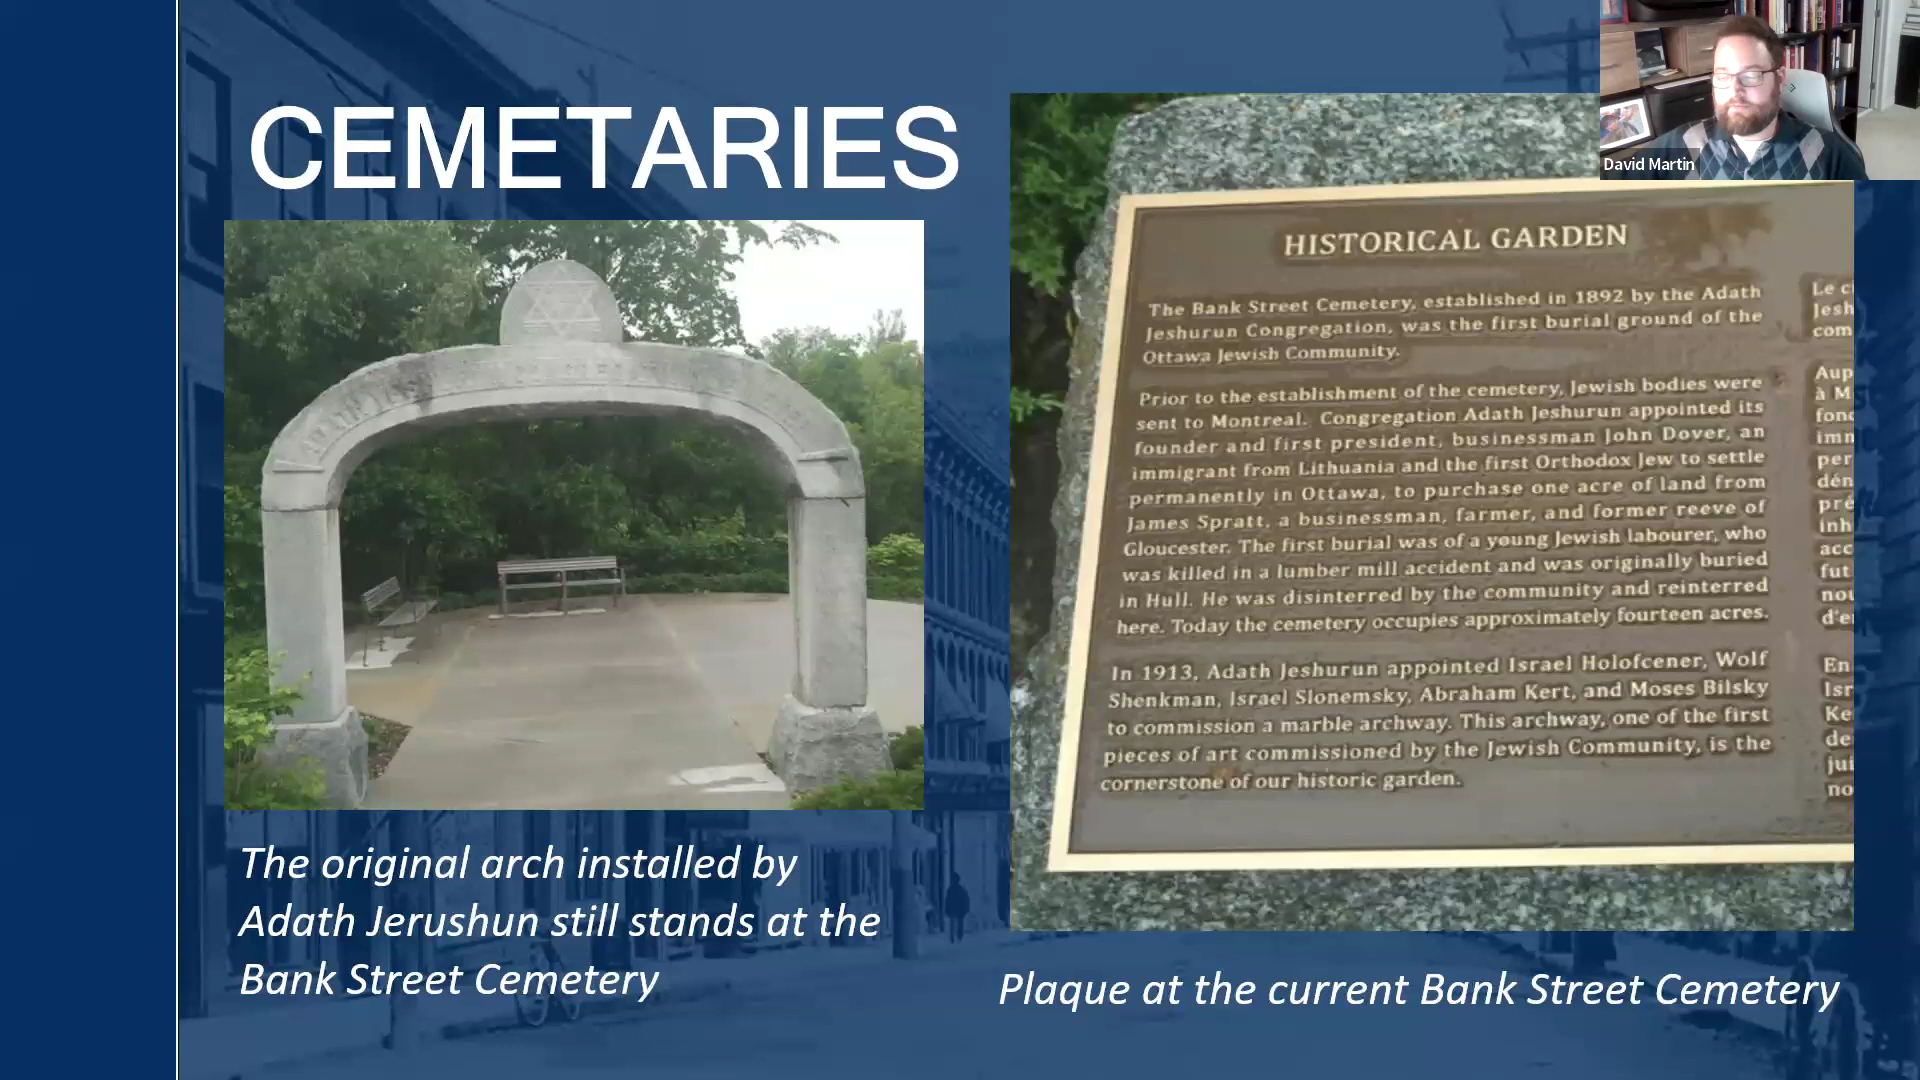 CEMETARIES
David Martin
HISTORICAL GARDEN
The Bank Street Cemetery, established in 1892 by the Adath
Jeshurun Congregation, was the first burial ground of the
Ottawa Jewish Community.
Prior to the establishment of the cemetery, Jewish bodies were
sent to Montreal. Congregation Adath Jeshurun appointed its
founder and first president, businessman John Dover, an
immigrant from Lithuania and the first Orthodox Jew to settle
permanently in Ottawa, to purchase one acre of land from
James Spratt, a businessman, farmer, and former reeve of
Gloucester. The first burial was of a young Jewish labourer, who
was killed in a lumber mill accident and was originally buried
in Hull. He was disinterred by the community and reinterred
here. Today the cemetery occupies approximately fourteen acres.
In 1913, Adath Jeshurun appointed Israel Holofcener, Wolf
Shenkman, Israel Slonemsky, Abraham Kert, and Moses Bilsky
to commission a marble archway. This archway, one of the first
pieces of art commissioned by the Jewish Community, is the
cornerstone of our historic garden.
Le
à
En
The original arch installed by
Adath Jerushun still stands at the
Bank Street Cemetery
Plaque at the current Bank Street Cemetery